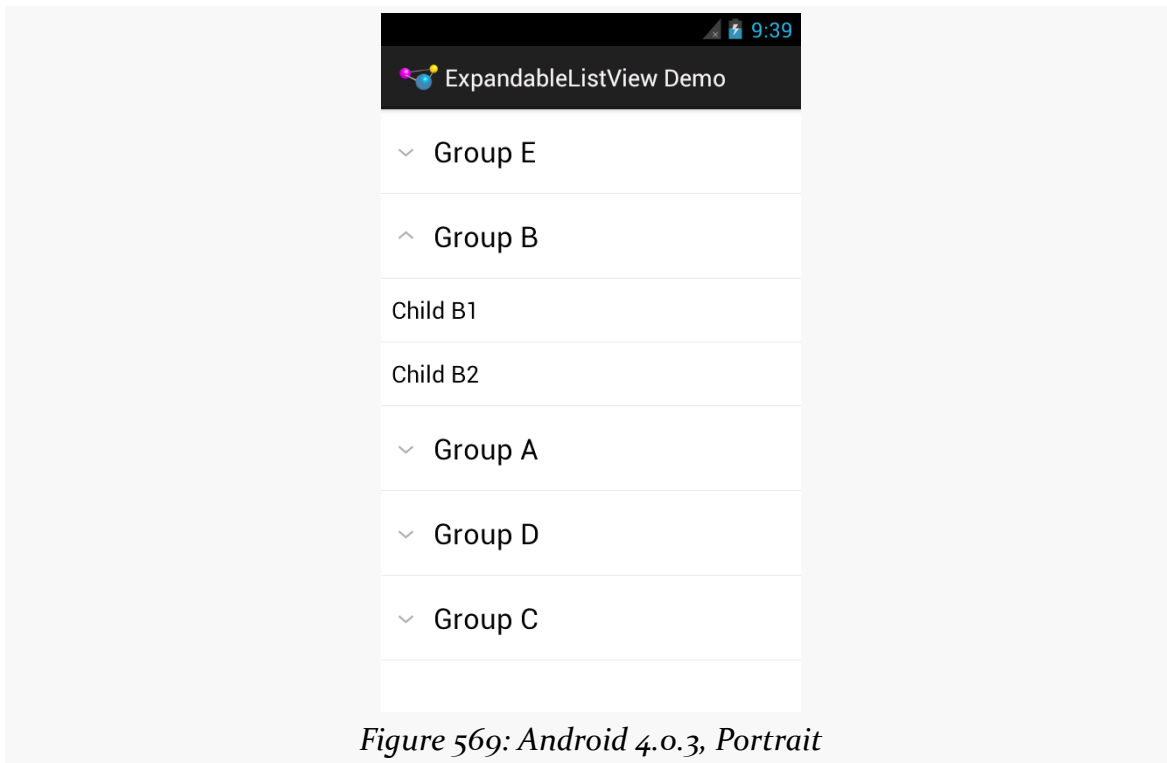 9:39
ExpandableListView Demo
Group E
Group B
Child B1
Child B2
Group A
Group D
Group C
Figure 569: Android 4.0.3, Portrait